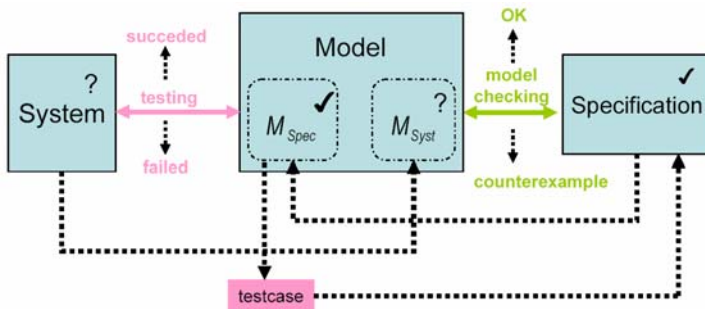 succeded
OK
Model
?
System
testing
model
checking
Specification
M Spec
?
M Syst
failed
counterexample
testcase